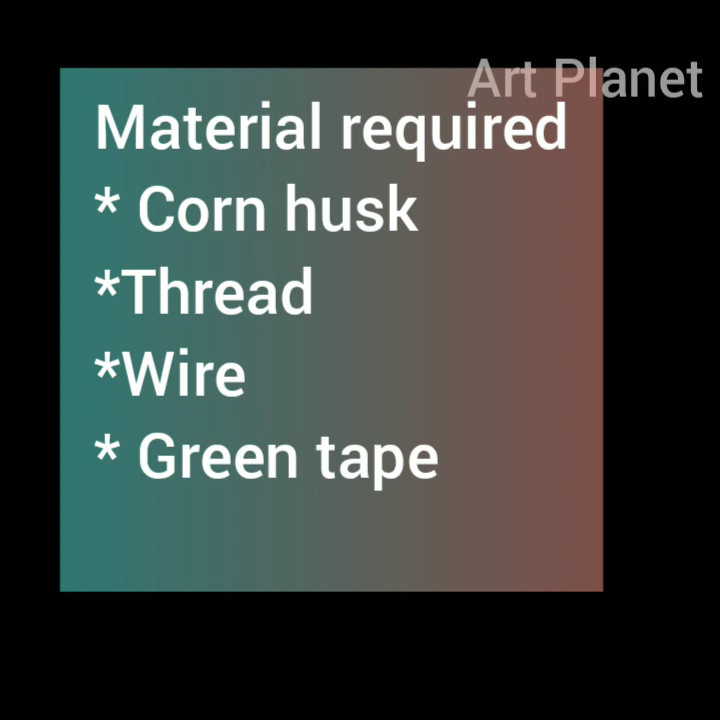 Art Planet
Material required
* Corn husk
*Thread
*Wire
* Green tape